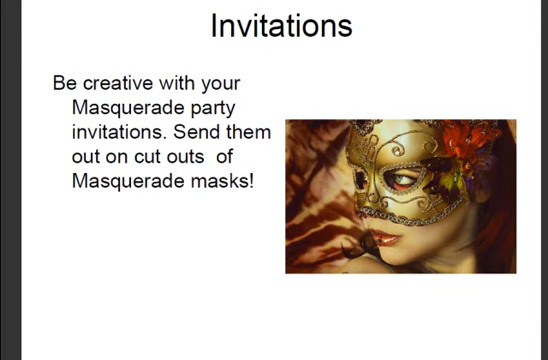 Invitations
Be creative with your
Masquerade party
invitations. Send them
out on cut outs of
Masquerade masks!